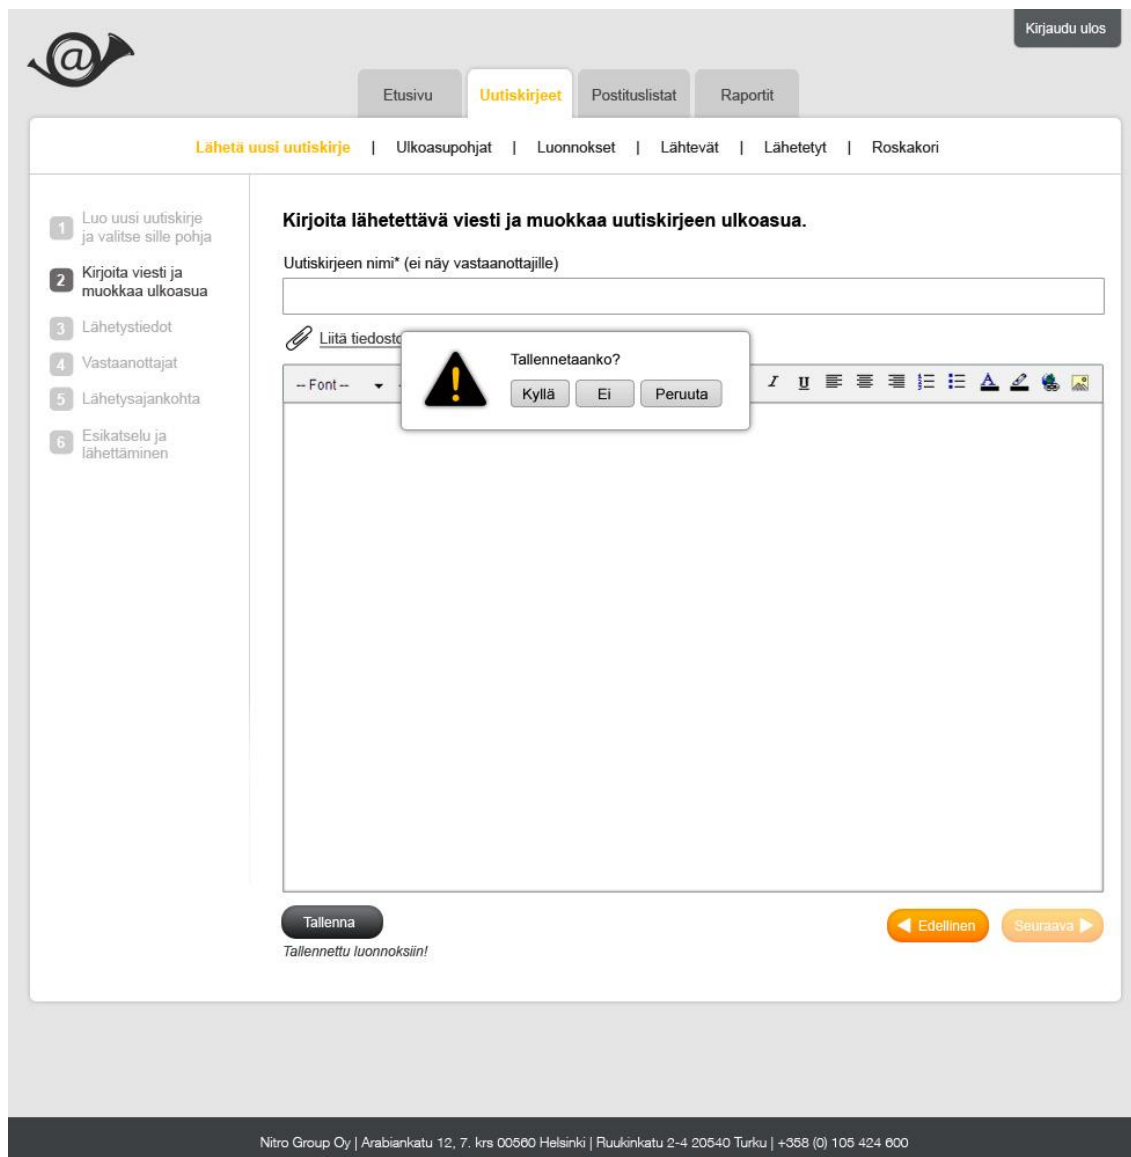 Kirjaudu ulos
@
Etusivu Uutiskirjeet Postituslistat Raportit
Lähetä uusi uutiskirje | Ulkoasupohjat | Luonnokset | Lähtevät | Lähetetyt | Roskakori
1 Luo uusi uutiskirje
ja valitse sille pohja
2 Kirjoita viesti ja
muokkaa ulkoasua
3 Lähetystiedot
4 Vastaanottajat
5 Lähetysajankohta
6 Esikatselu ja
lähettäminen
Kirjoita lähetettävä viesti ja muokkaa uutiskirjeen ulkoasua.
Uutiskirjeen nimi* (ei näy vastaanottajille)
Liitä tiedosto
Tallennetaanko?
Kyllä Ei Peruuta
-- Font --
Tallenna
Tallennettu luonnoksiin!
Edellinen Seuraava
Nitro Group Oy | Arabiankatu 12, 7. krs 00560 Helsinki | Ruukinkatu 2-4 20540 Turku | +358 (0) 105 424 600